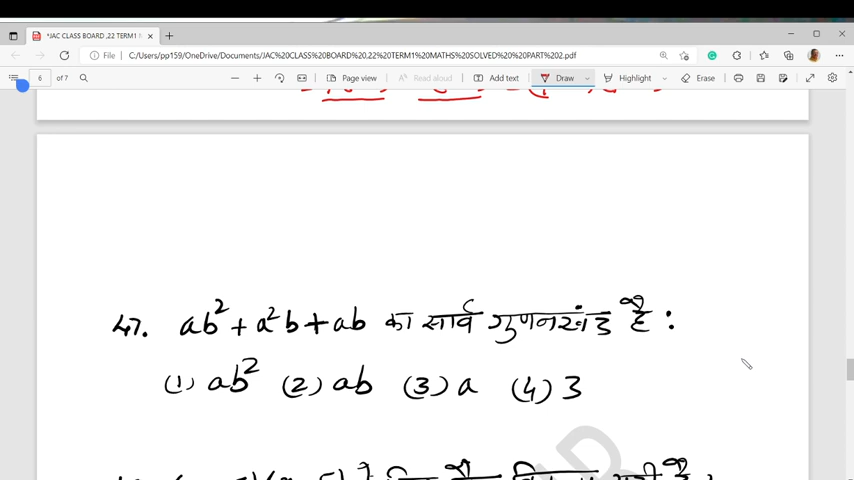 *JAC CLASS BOARD ,22 TERM1 M
File C:/Users/pp159/OneDrive/Documents/JAC%20CLASS%20BOARD,22%20TERM1%20MATHS%20SOLVED%20%20PART%202.pdf
6 of 7 Page view Read aloud Add text Draw Highlight Erase
47. ab² + a²b + ab का सार्व गुणनखंड है :
(1) ab² (2) ab (3) a (4) 3